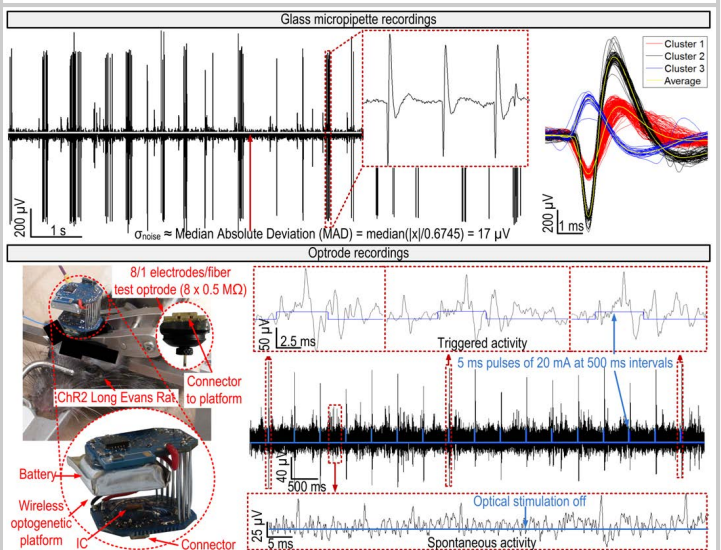 Glass micropipette recordings
Cluster 1
Cluster 2
Cluster 3
Average
200 µV
1 s
200 µV
1 ms
σnoise ≈ Median Absolute Deviation (MAD) = median(|x|/0.6745) = 17 µV
Optrode recordings
8/1 electrodes/fiber
test optrode (8 x 0.5 MΩ)
Connector
to platform
ChR2 Long Evans Rat
Battery
Wireless
optogenetic
platform
IC
Connector
50 µV
2.5 ms
Triggered activity
5 ms pulses of 20 mA at 500 ms intervals
40 µV
500 ms
Optical stimulation off
25 µV
5 ms
Spontaneous activity